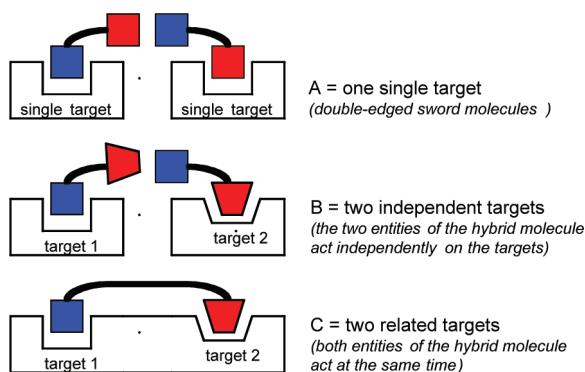 single target
single target
A = one single target
(double-edged sword molecules )
target 1
target 2
B = two independent targets
(the two entities of the hybrid molecule
act independently on the targets)
target 1
target 2
C = two related targets
(both entities of the hybrid molecule
act at the same time)